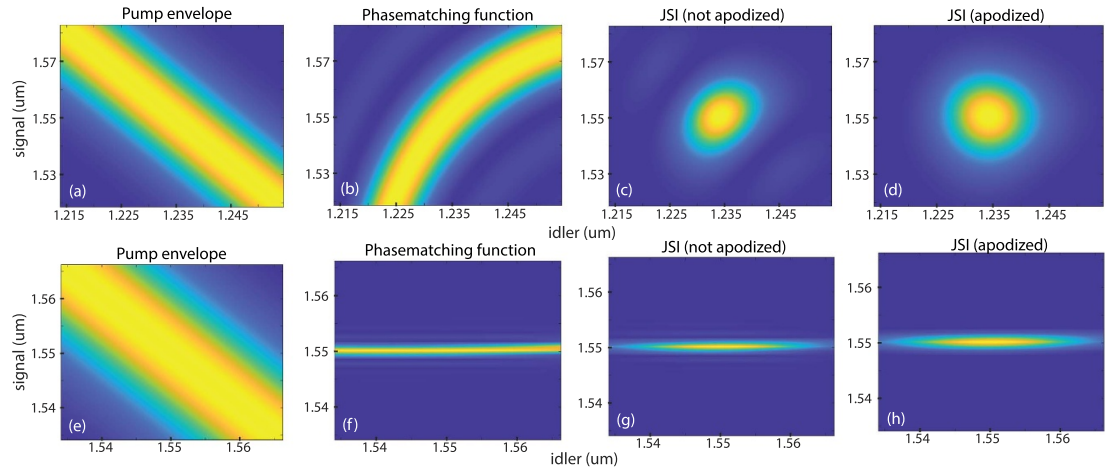 Pump envelope
Phasematching function
JSI (not apodized)
JSI (apodized)
signal (um)
1.57
1.55
1.53
(a)
1.215 1.225 1.235 1.245
1.57
1.55
1.53
(b)
1.215 1.225 1.235 1.245
1.57
1.55
1.53
(c)
1.215 1.225 1.235 1.245
1.57
1.55
1.53
(d)
1.215 1.225 1.235 1.245
idler (um)
Pump envelope
Phasematching function
JSI (not apodized)
JSI (apodized)
signal (um)
1.56
1.55
1.54
(e)
1.54 1.55 1.56
1.56
1.55
1.54
(f)
1.54 1.55 1.56
1.56
1.55
1.54
(g)
1.54 1.55 1.56
1.56
1.55
1.54
(h)
1.54 1.55 1.56
idler (um)